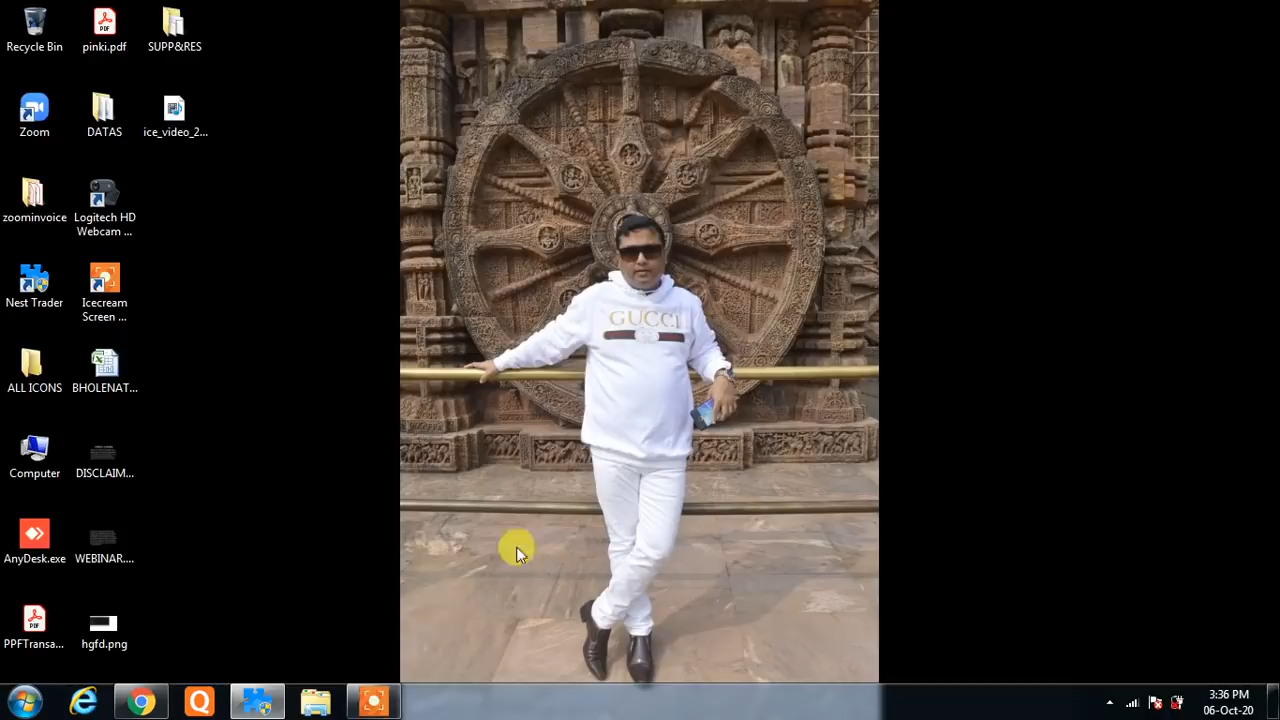 Recycle Bin
pinki.pdf
SUPP&RES
Zoom
DATAS
ice_video_2...
zoominvoice
Logitech HD
Webcam ...
Nest Trader
Icecream
Screen ...
ALL ICONS
BHOLENAT...
Computer
DISCLAIM...
AnyDesk.exe
WEBINAR....
PPFTransa...
hgfd.png
GUCCI
3:36 PM
06-Oct-20